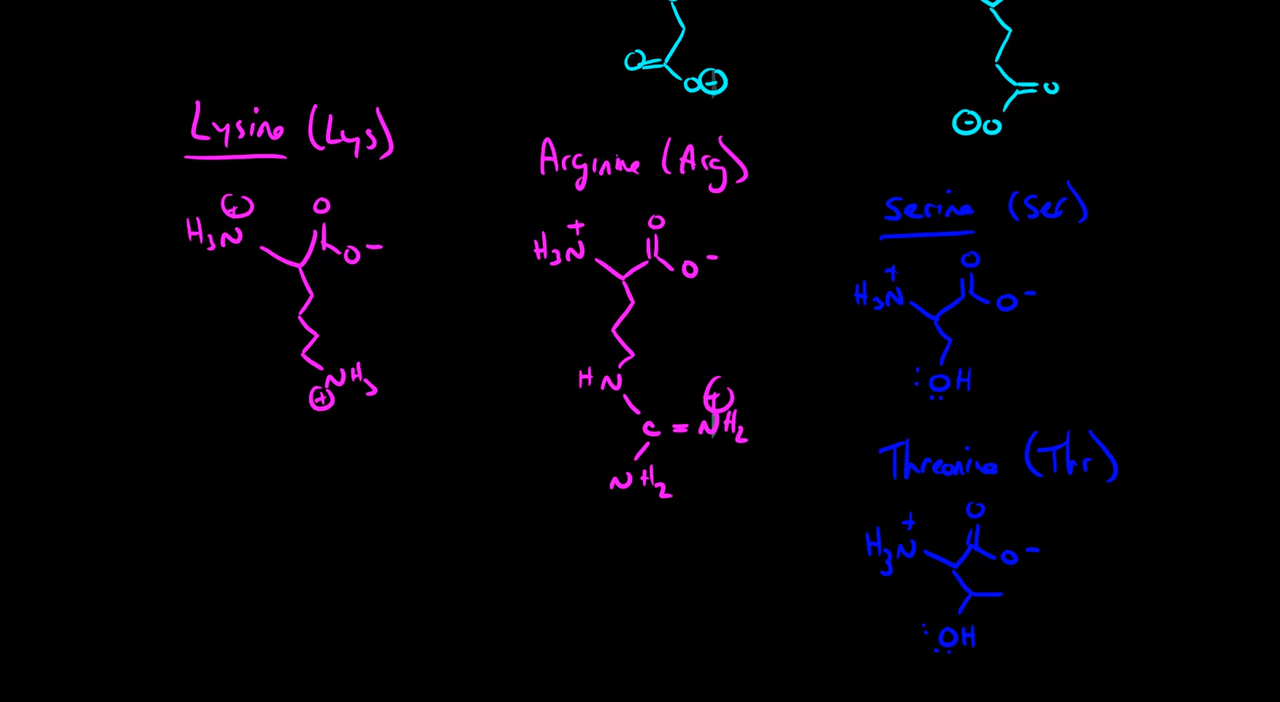 O
O⊖
O
⊖O
Lysine (Lys)
Arginine (Arg)
Serine (Ser)
⊕
H₃N
O
O⁻
⊕
NH₃
+
H₃N
O
O⁻
HN
⊕
C = NH₂
NH₂
+
H₃N
O
O⁻
:OH
Threonine (Thr)
+
H₃N
O
O⁻
:OH